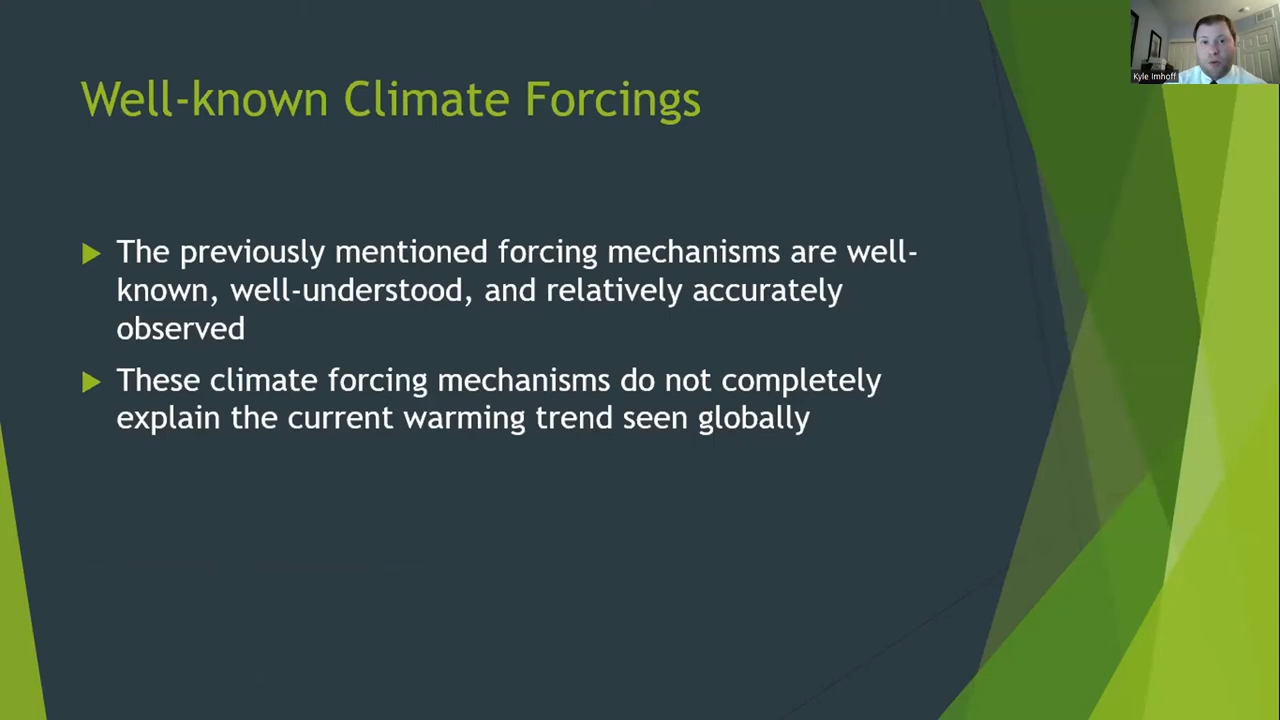 Kyle Imhoff
Well-known Climate Forcings
The previously mentioned forcing mechanisms are well-
known, well-understood, and relatively accurately
observed
These climate forcing mechanisms do not completely
explain the current warming trend seen globally